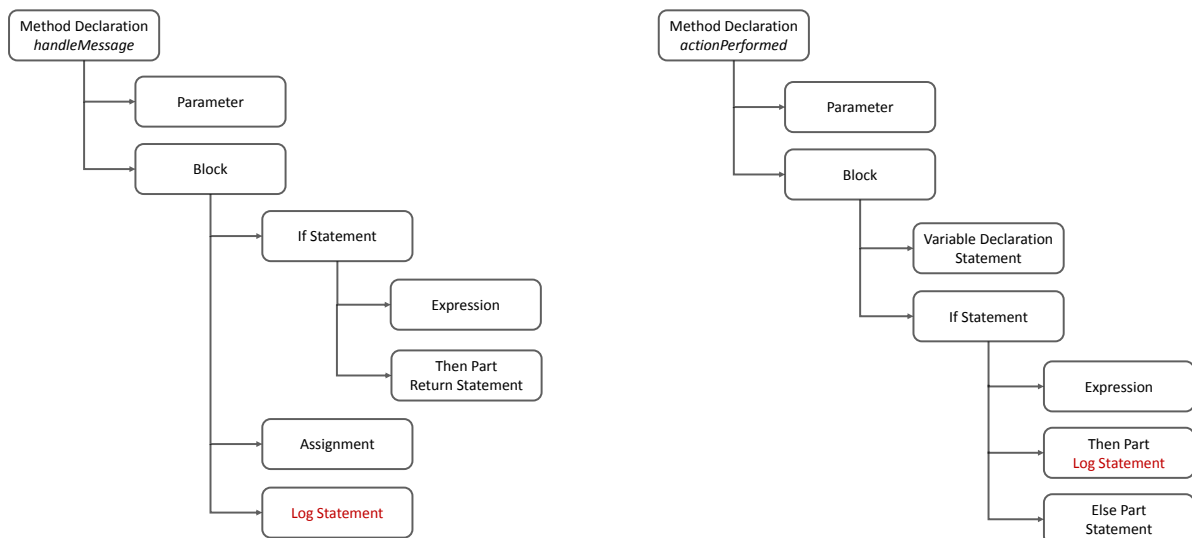 Method Declaration
handleMessage
Parameter
Block
If Statement
Expression
Then Part
Return Statement
Assignment
Log Statement
Method Declaration
actionPerformed
Parameter
Block
Variable Declaration
Statement
If Statement
Expression
Then Part
Log Statement
Else Part
Statement